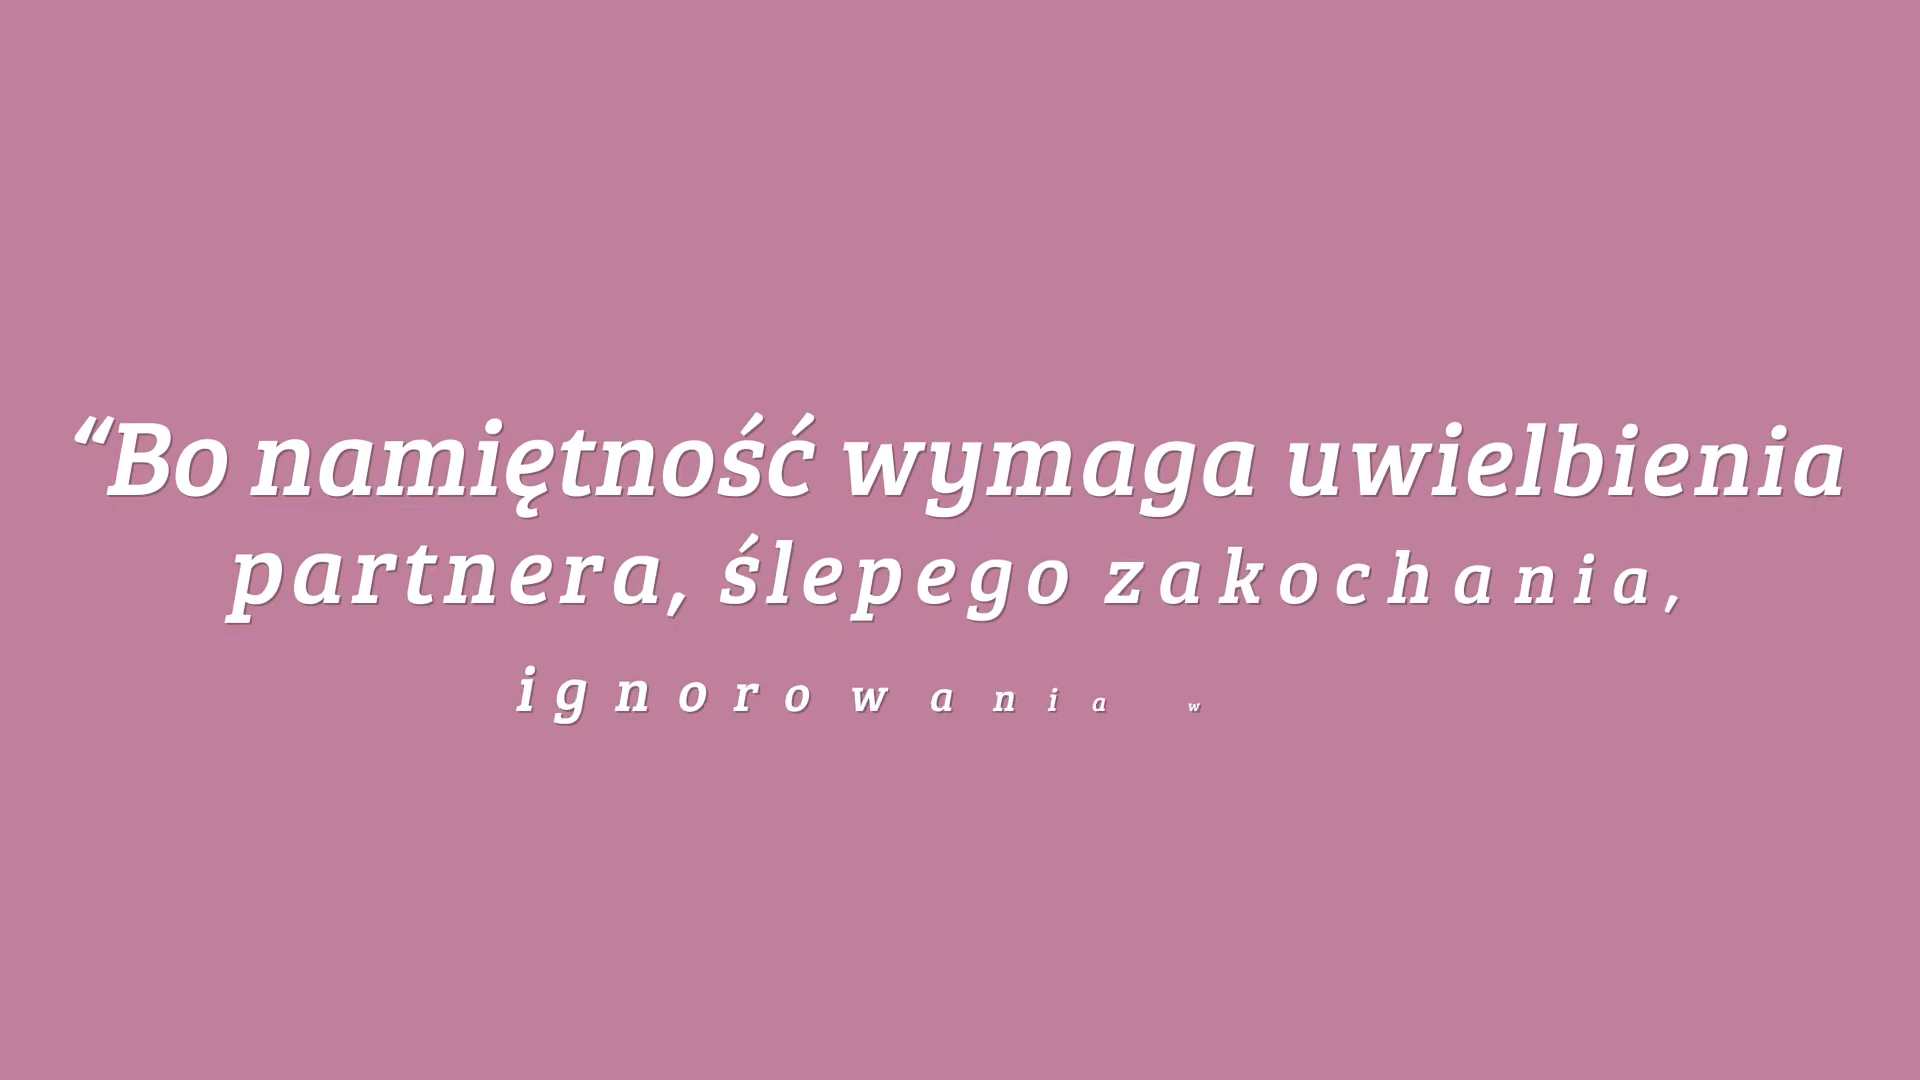 “Bo namiętność wymaga uwielbienia
partnera, ślepego zakochania,
ignorowania w